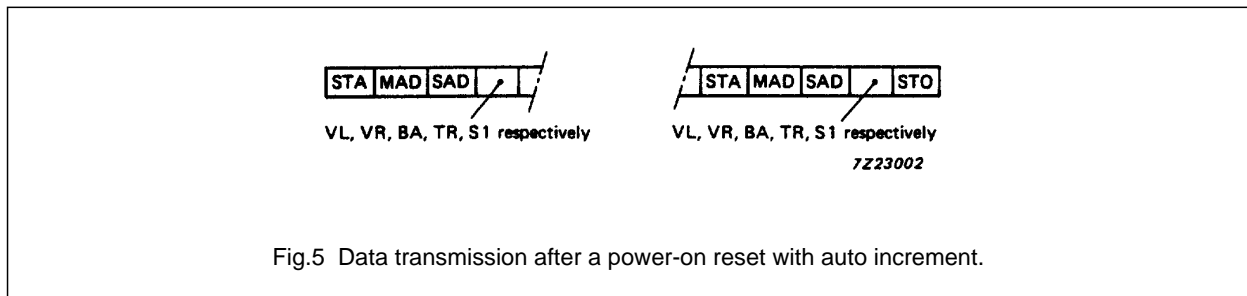 STA MAD SAD STA MAD SAD STO
VL, VR, BA, TR, S1 respectively VL, VR, BA, TR, S1 respectively
7Z23002
Fig.5 Data transmission after a power-on reset with auto increment.